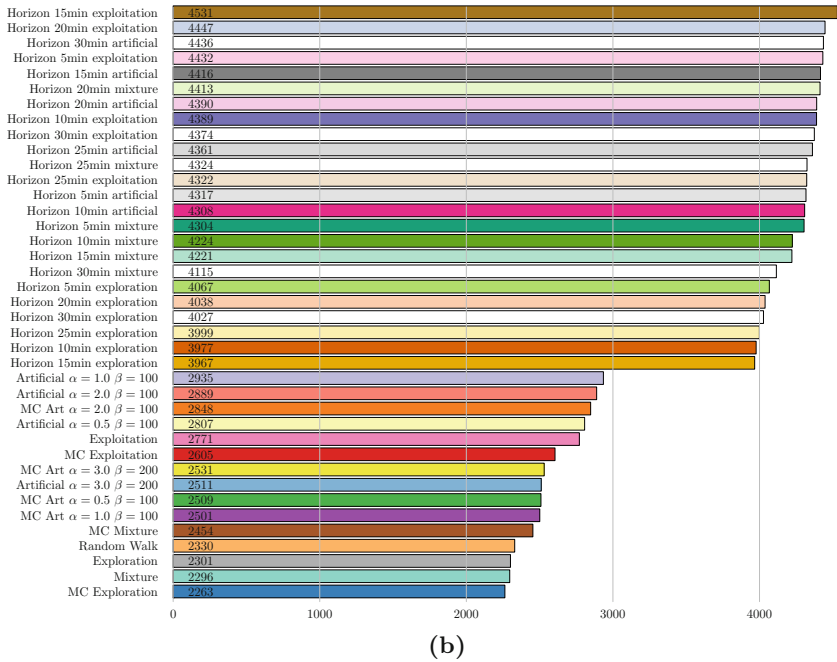 Horizon 15min exploitation 4531
Horizon 20min exploitation 4447
Horizon 30min artificial 4436
Horizon 5min exploitation 4432
Horizon 15min artificial 4416
Horizon 20min mixture 4413
Horizon 20min artificial 4390
Horizon 10min exploitation 4389
Horizon 30min exploitation 4374
Horizon 25min artificial 4361
Horizon 25min mixture 4324
Horizon 25min exploitation 4322
Horizon 5min artificial 4317
Horizon 10min artificial 4308
Horizon 5min mixture 4304
Horizon 10min mixture 4224
Horizon 15min mixture 4221
Horizon 30min mixture 4115
Horizon 5min exploration 4067
Horizon 20min exploration 4038
Horizon 30min exploration 4027
Horizon 25min exploration 3999
Horizon 10min exploration 3977
Horizon 15min exploration 3967
Artificial α = 1.0 β = 100 2935
Artificial α = 2.0 β = 100 2889
MC Art α = 2.0 β = 100 2848
Artificial α = 0.5 β = 100 2807
Exploitation 2771
MC Exploitation 2605
MC Art α = 3.0 β = 200 2531
Artificial α = 3.0 β = 200 2511
MC Art α = 0.5 β = 100 2509
MC Art α = 1.0 β = 100 2501
MC Mixture 2454
Random Walk 2330
Exploration 2301
Mixture 2296
MC Exploration 2263
0 1000 2000 3000 4000
(b)